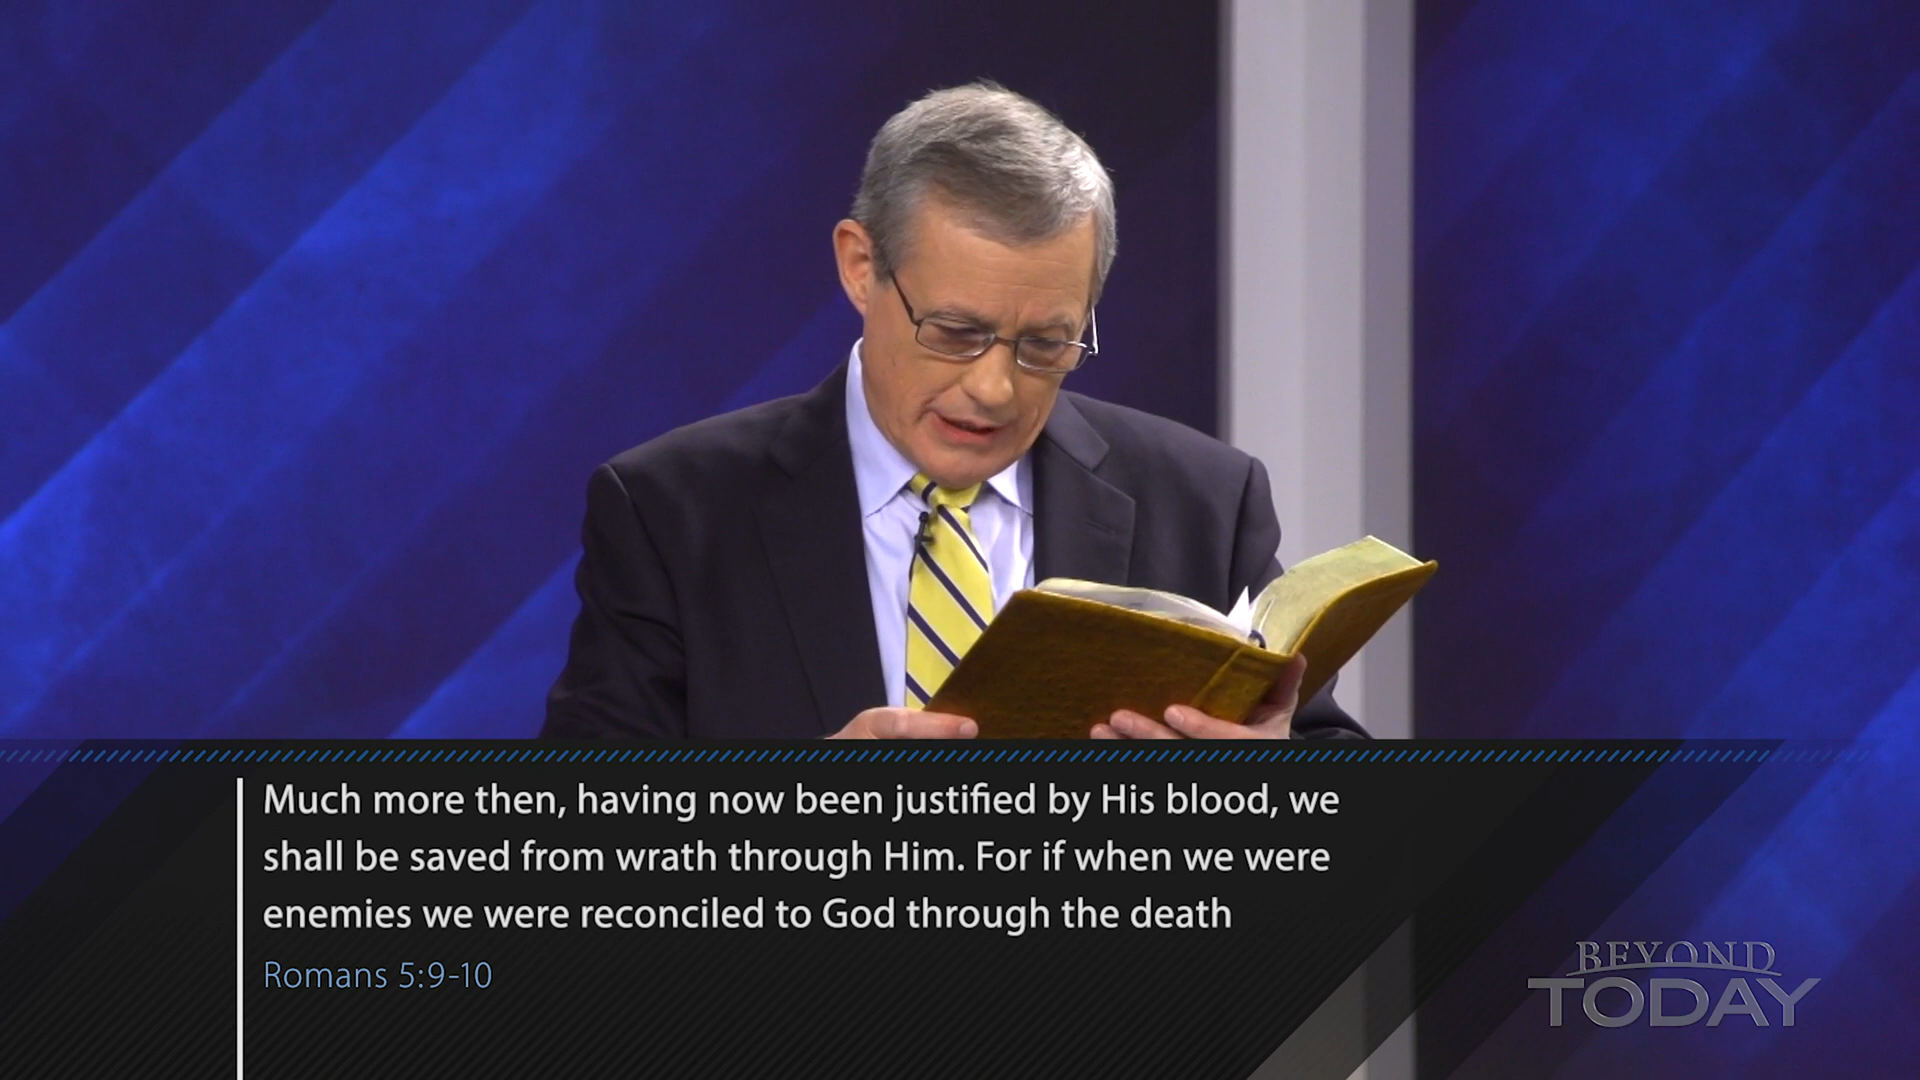 Much more then, having now been justified by His blood, we
shall be saved from wrath through Him. For if when we were
enemies we were reconciled to God through the death
Romans 5:9-10
BEYOND
TODAY